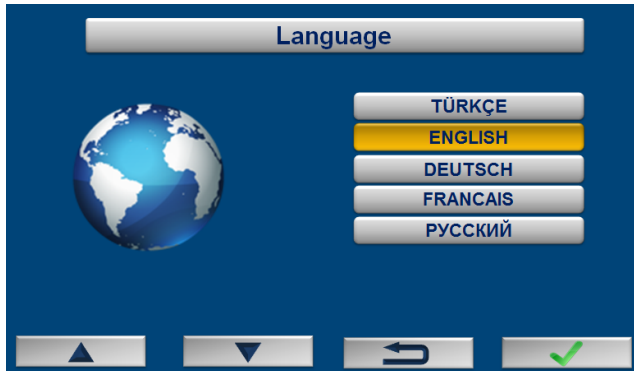 Language
TÜRKÇE
ENGLISH
DEUTSCH
FRANCAIS
РУССКИЙ